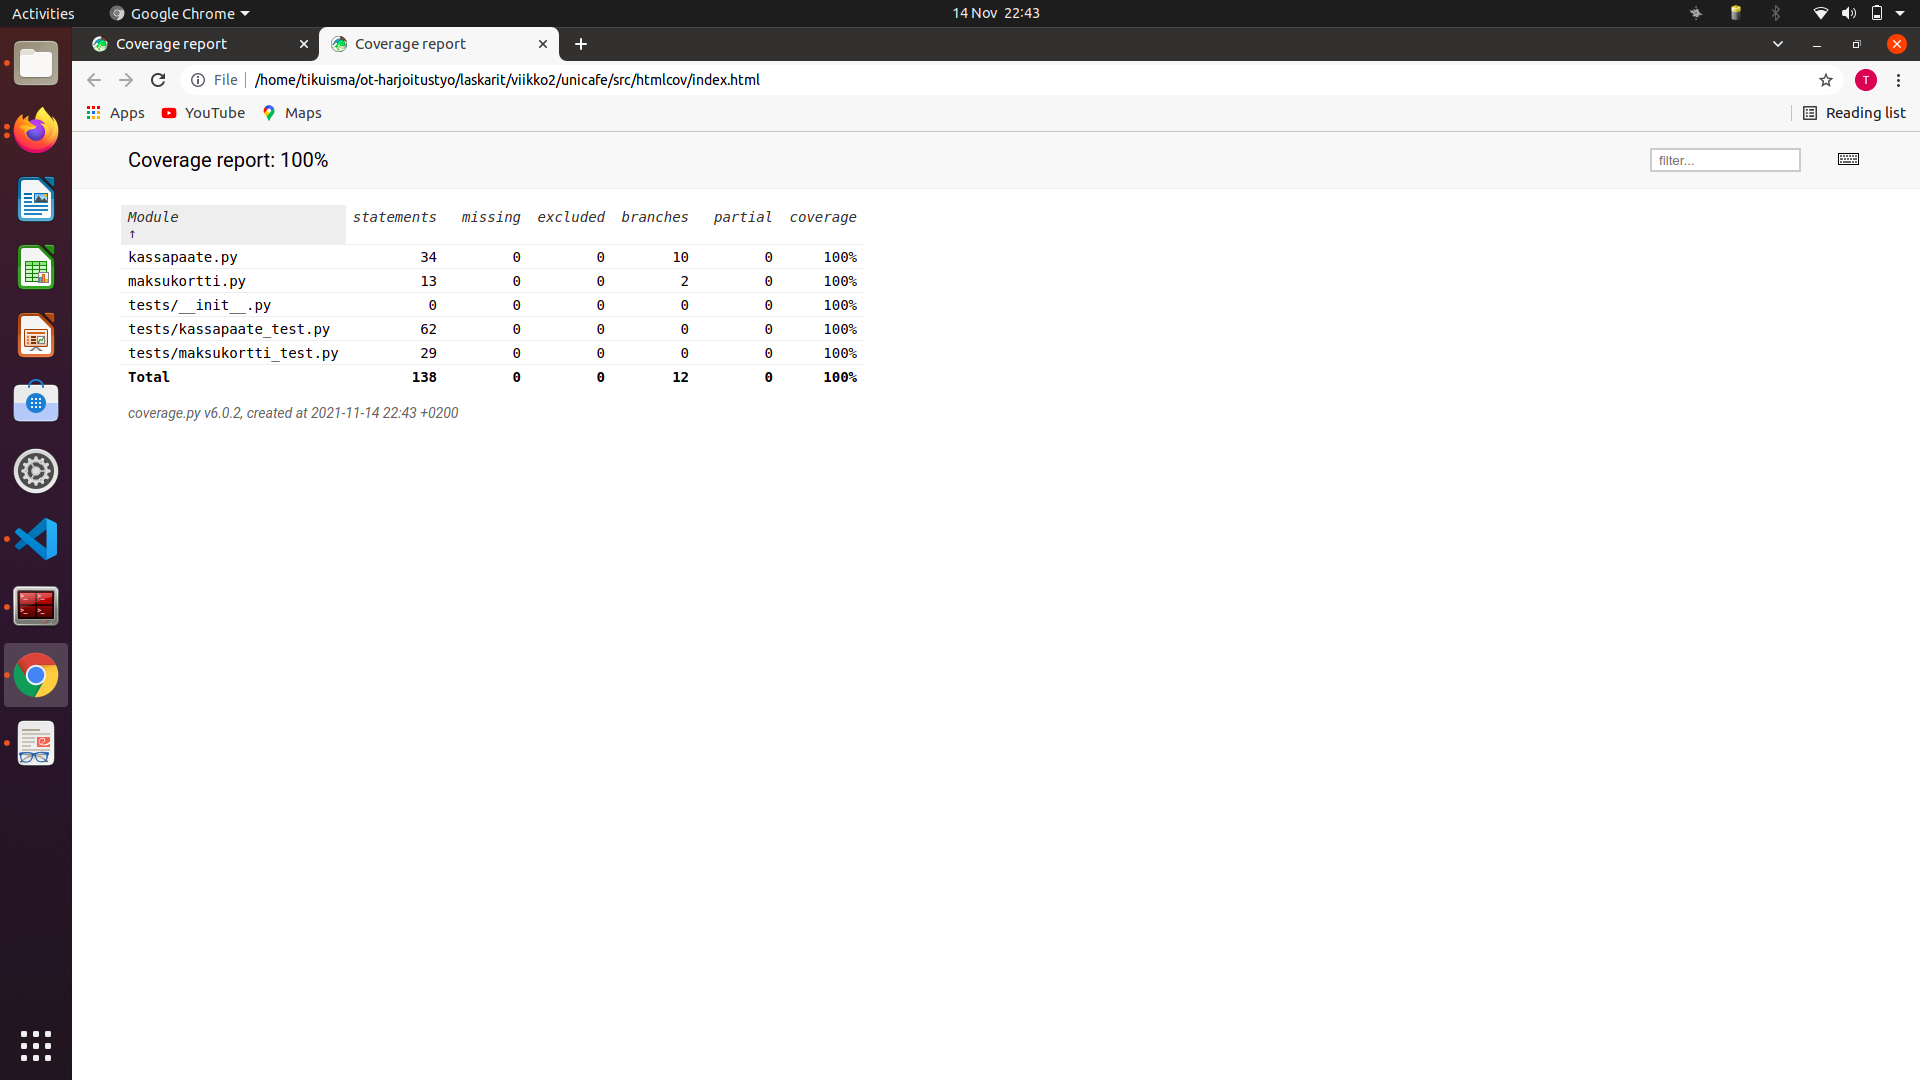 Activities Google Chrome 14 Nov 22:43
Coverage report Coverage report
File /home/tikuisma/ot-harjoitustyo/laskarit/viikko2/unicafe/src/htmlcov/index.html T
Apps YouTube Maps Reading list
Coverage report: 100% filter...
Module ↑ statements missing excluded branches partial coverage
kassapaate.py 34 0 0 10 0 100%
maksukortti.py 13 0 0 2 0 100%
tests/__init__.py 0 0 0 0 0 100%
tests/kassapaate_test.py 62 0 0 0 0 100%
tests/maksukortti_test.py 29 0 0 0 0 100%
Total 138 0 0 12 0 100%
coverage.py v6.0.2, created at 2021-11-14 22:43 +0200